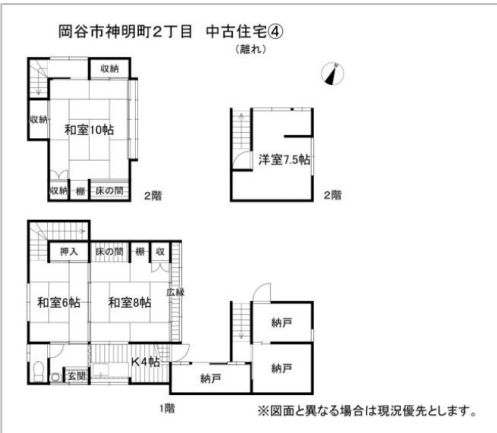 岡谷市神明町2丁目 中古住宅④
(離れ)
収納
収納
和室10帖
収納
棚
床の間
2階
洋室7.5帖
2階
押入
床の間
棚
収
和室6帖
和室8帖
広縁
K4帖
玄関
納戸
納戸
納戸
1階
※図面と異なる場合は現況優先とします。